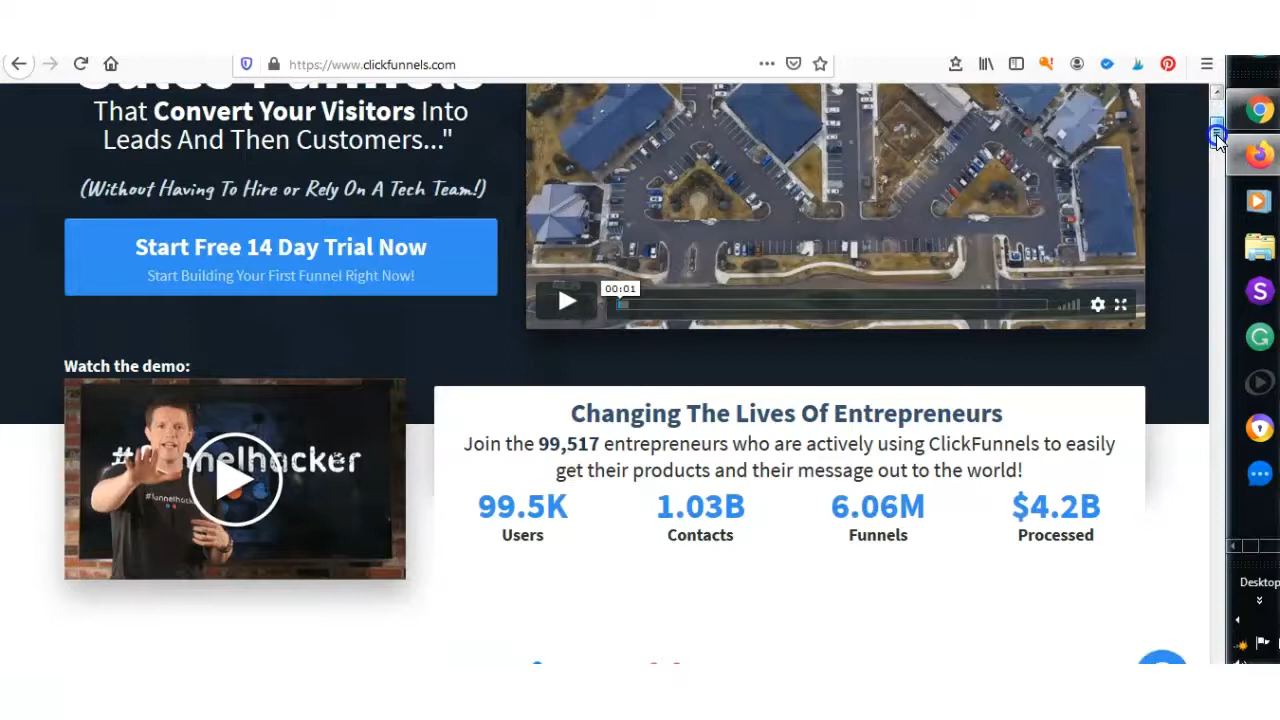 https://www.clickfunnels.com
Sales Funnels
That Convert Your Visitors Into
Leads And Then Customers..."
(Without Having To Hire or Rely On A Tech Team!)
Start Free 14 Day Trial Now
Start Building Your First Funnel Right Now!
00:01
Watch the demo:
Changing The Lives Of Entrepreneurs
Join the 99,517 entrepreneurs who are actively using ClickFunnels to easily
get their products and their message out to the world!
99.5K 1.03B 6.06M $4.2B
Users Contacts Funnels Processed
Desktop